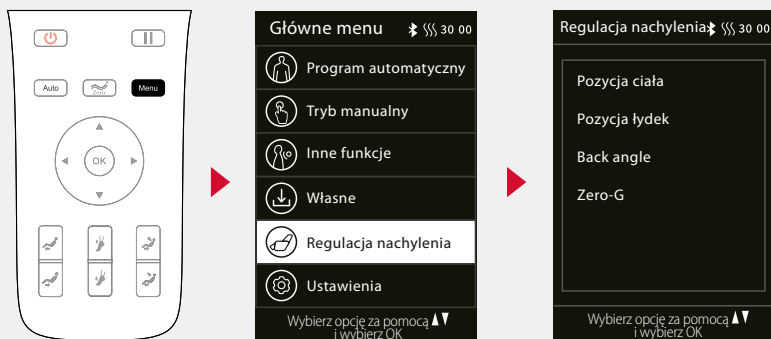 Auto
Zero
Menu
OK
Główne menu 30 00
Program automatyczny
Tryb manualny
Inne funkcje
Własne
Regulacja nachylenia
Ustawienia
Wybierz opcję za pomocą
i wybierz OK
Regulacja nachylenia 30 00
Pozycja ciała
Pozycja łydek
Back angle
Zero-G
Wybierz opcję za pomocą
i wybierz OK